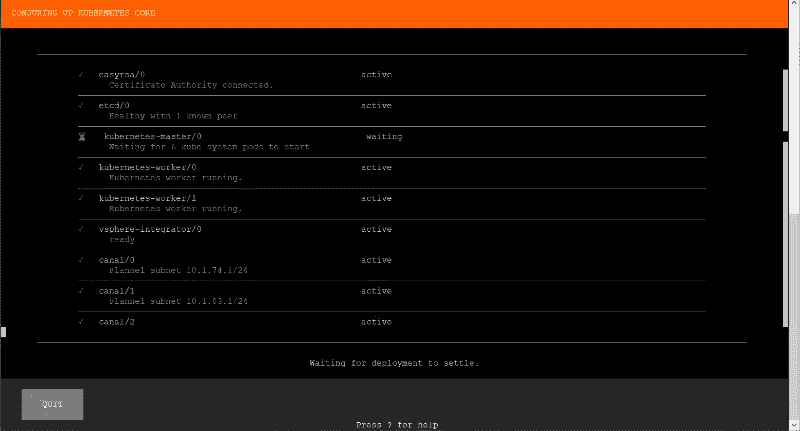 CONJURING UP KUBERNETES CORE
✓ easyrsa/0 active
Certificate Authority connected.
✓ etcd/0 active
Healthy with 1 known peer
kubernetes-master/0 waiting
Waiting for 6 kube-system pods to start
✓ kubernetes-worker/0 active
Kubernetes worker running.
✓ kubernetes-worker/1 active
Kubernetes worker running.
✓ vsphere-integrator/0 active
ready
✓ canal/0 active
Flannel subnet 10.1.74.1/24
✓ canal/1 active
Flannel subnet 10.1.83.1/24
✓ canal/2 active
Waiting for deployment to settle.
QUIT
Press ? for help